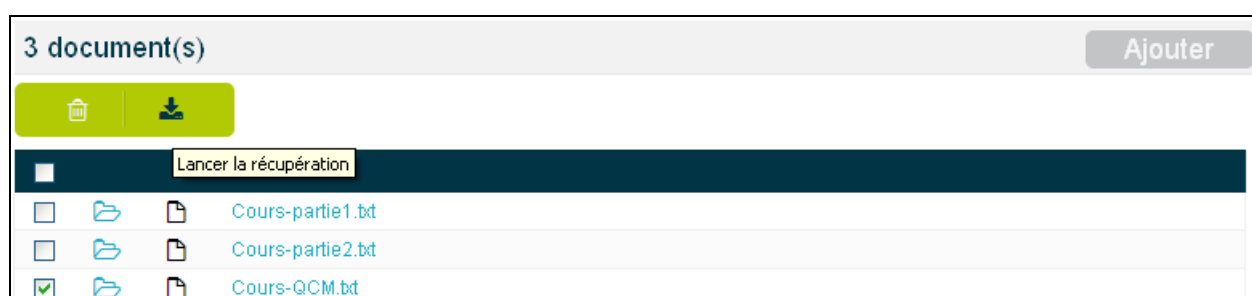 3 document(s)
Ajouter
Lancer la récupération
Cours-partie1.txt
Cours-partie2.txt
Cours-QCM.txt